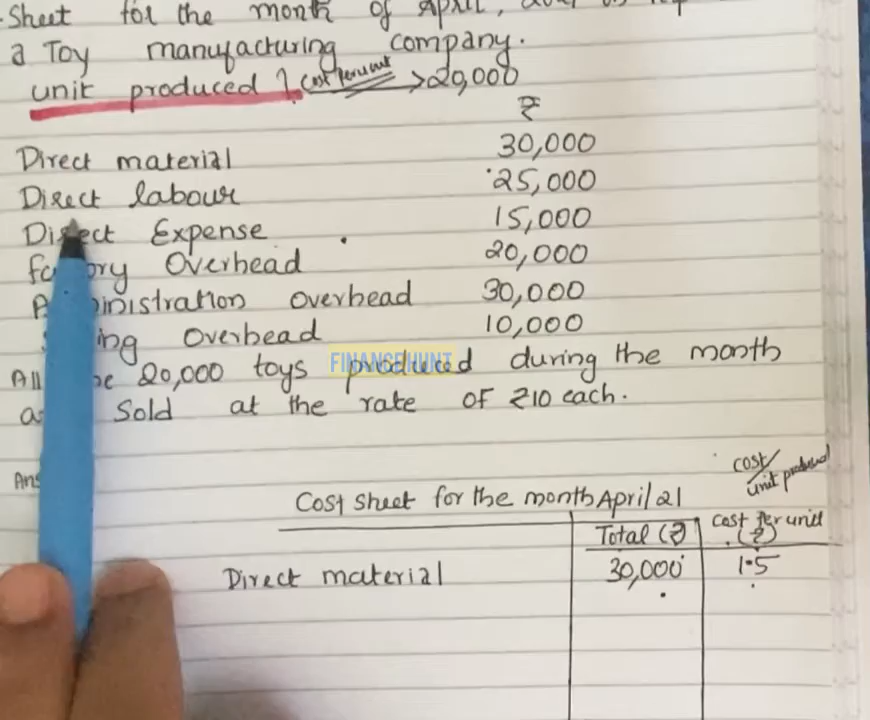 Sheet for the month of April,
a Toy manufacturing company.
unit produced } Cost per unit > 20,000
₹
Direct material 30,000
Direct labour 25,000
Direct Expense 15,000
Overhead 20,000
Overhead 30,000
Overhead 10,000
20,000 toys produced during the month
Sold at the rate OF ₹10 each.
FINANCE HUNT
Ans
cost/
unit produced
Cost sheet for the month April/21
Total (₹) Cost Per unit (₹)
Direct material 30,000 1.5